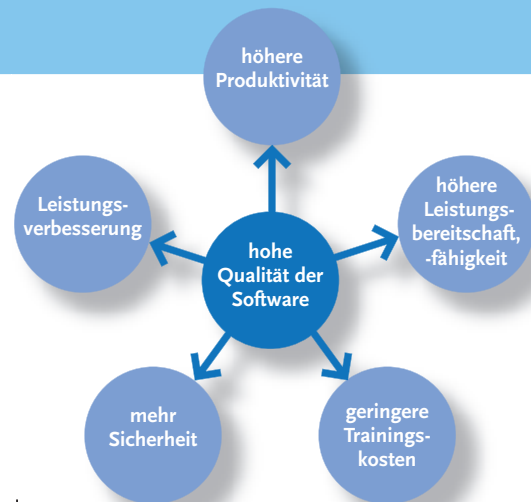 höhere
Produktivität
Leistungs-
verbesserung
höhere
Leistungs-
bereitschaft,
-fähigkeit
hohe
Qualität der
Software
mehr
Sicherheit
geringere
Trainings-
kosten